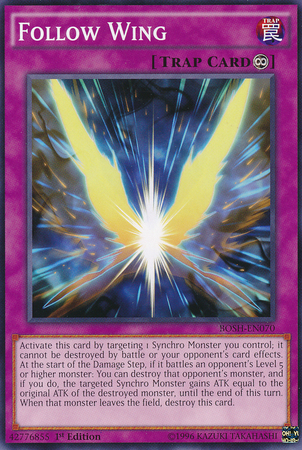 Follow Wing
TRAP
罠
[Trap Card]
BOSH-EN070
Activate this card by targeting 1 Synchro Monster you control; it
cannot be destroyed by battle or your opponent's card effects.
At the start of the Damage Step, if it battles an opponent's Level 5
or higher monster: You can destroy that opponent's monster, and
if you do, the targeted Synchro Monster gains ATK equal to the
original ATK of the destroyed monster, until the end of this turn.
When that monster leaves the field, destroy this card.
42776855 1st Edition
©1996 KAZUKI TAKAHASHI